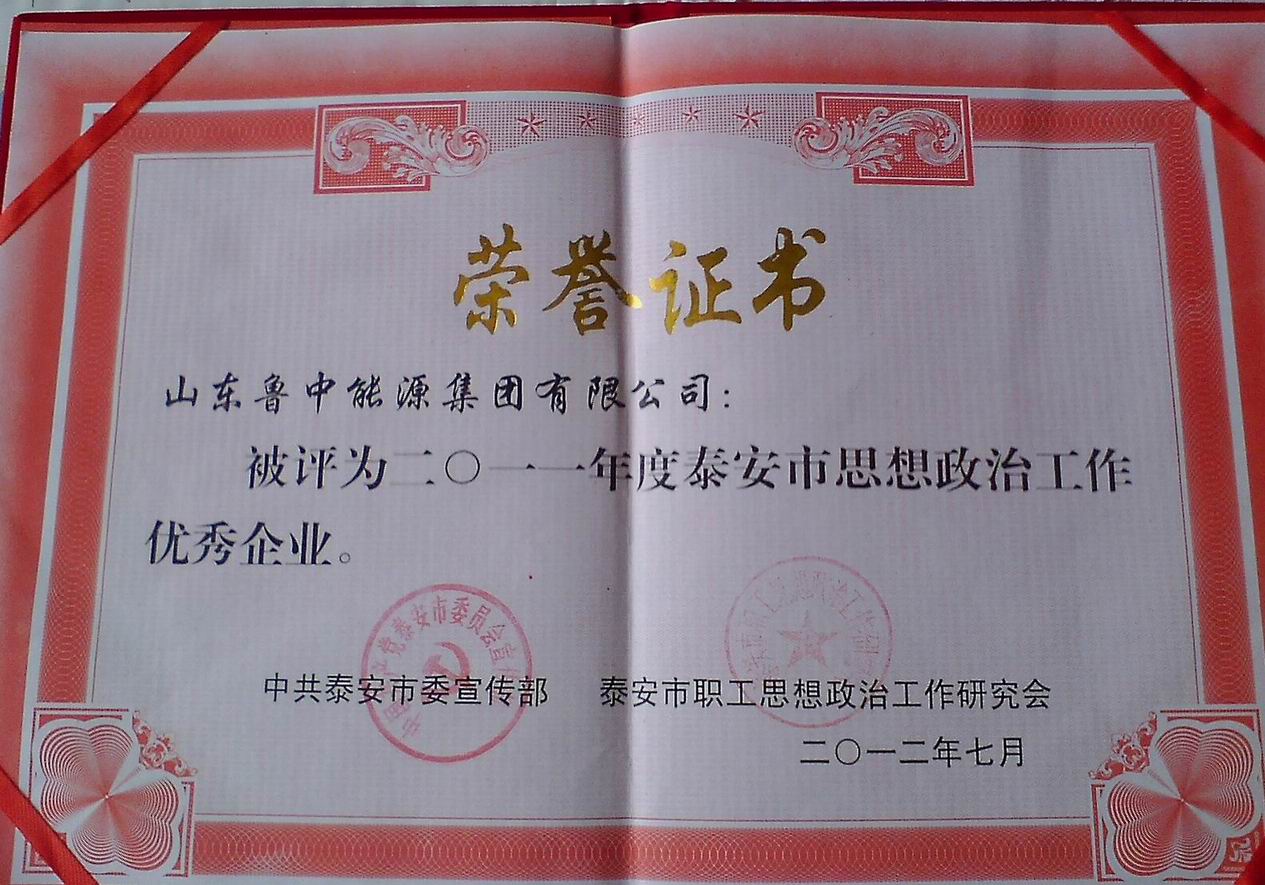 荣誉证书
山东鲁中能源集团有限公司：
被评为二〇一一年度泰安市思想政治工作
优秀企业。
中共泰安市委宣传部 泰安市职工思想政治工作研究会
二〇一二年七月